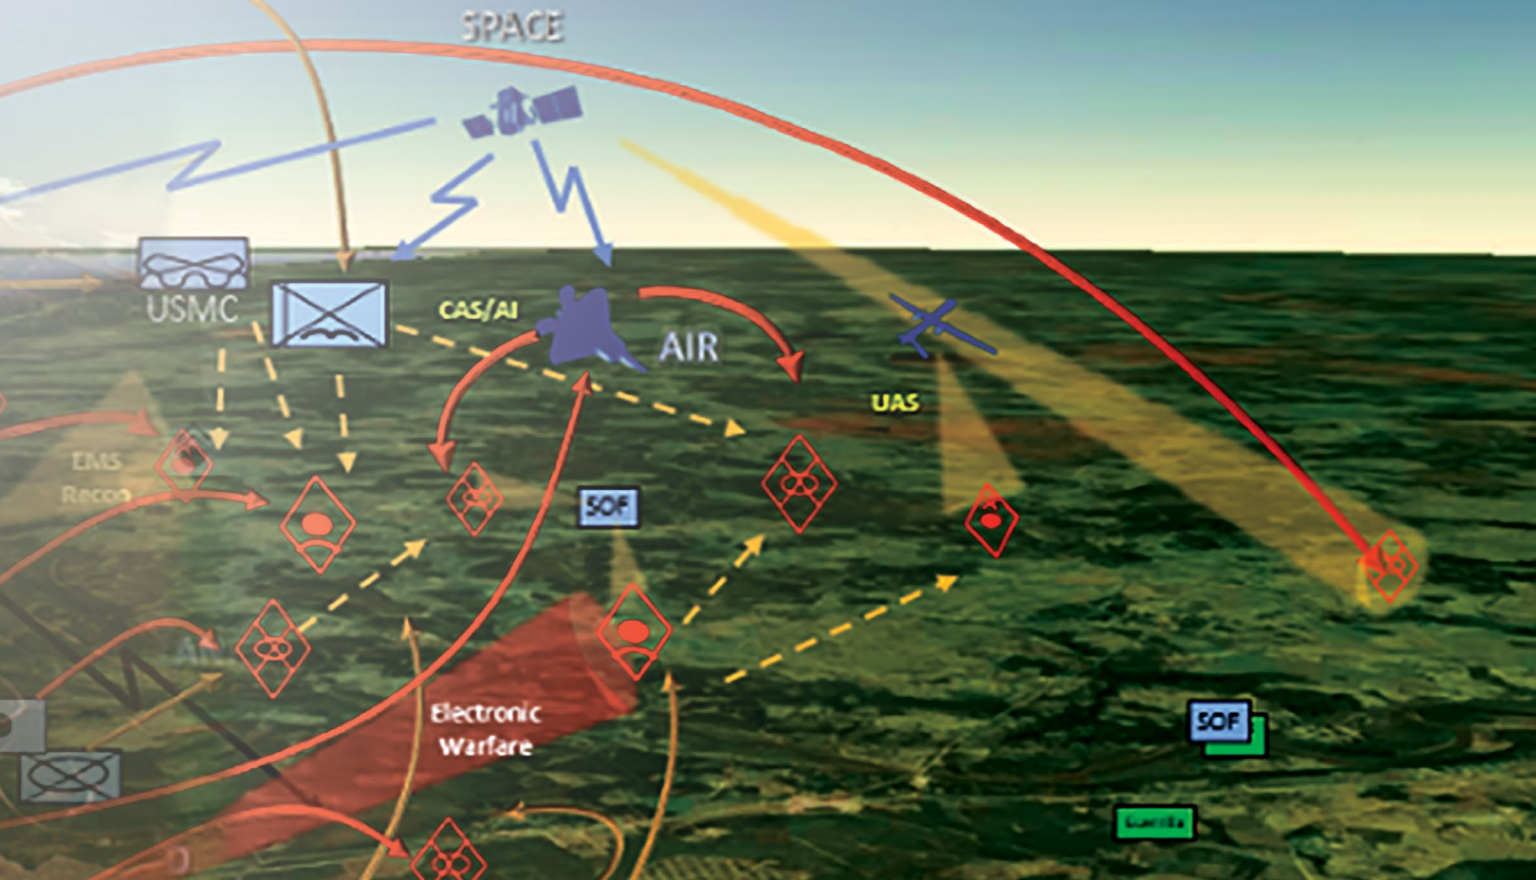 SPACE
USMC
CAS/AI
AIR
UAS
EMS
Recon
SOF
Electronic
Warfare
SOF